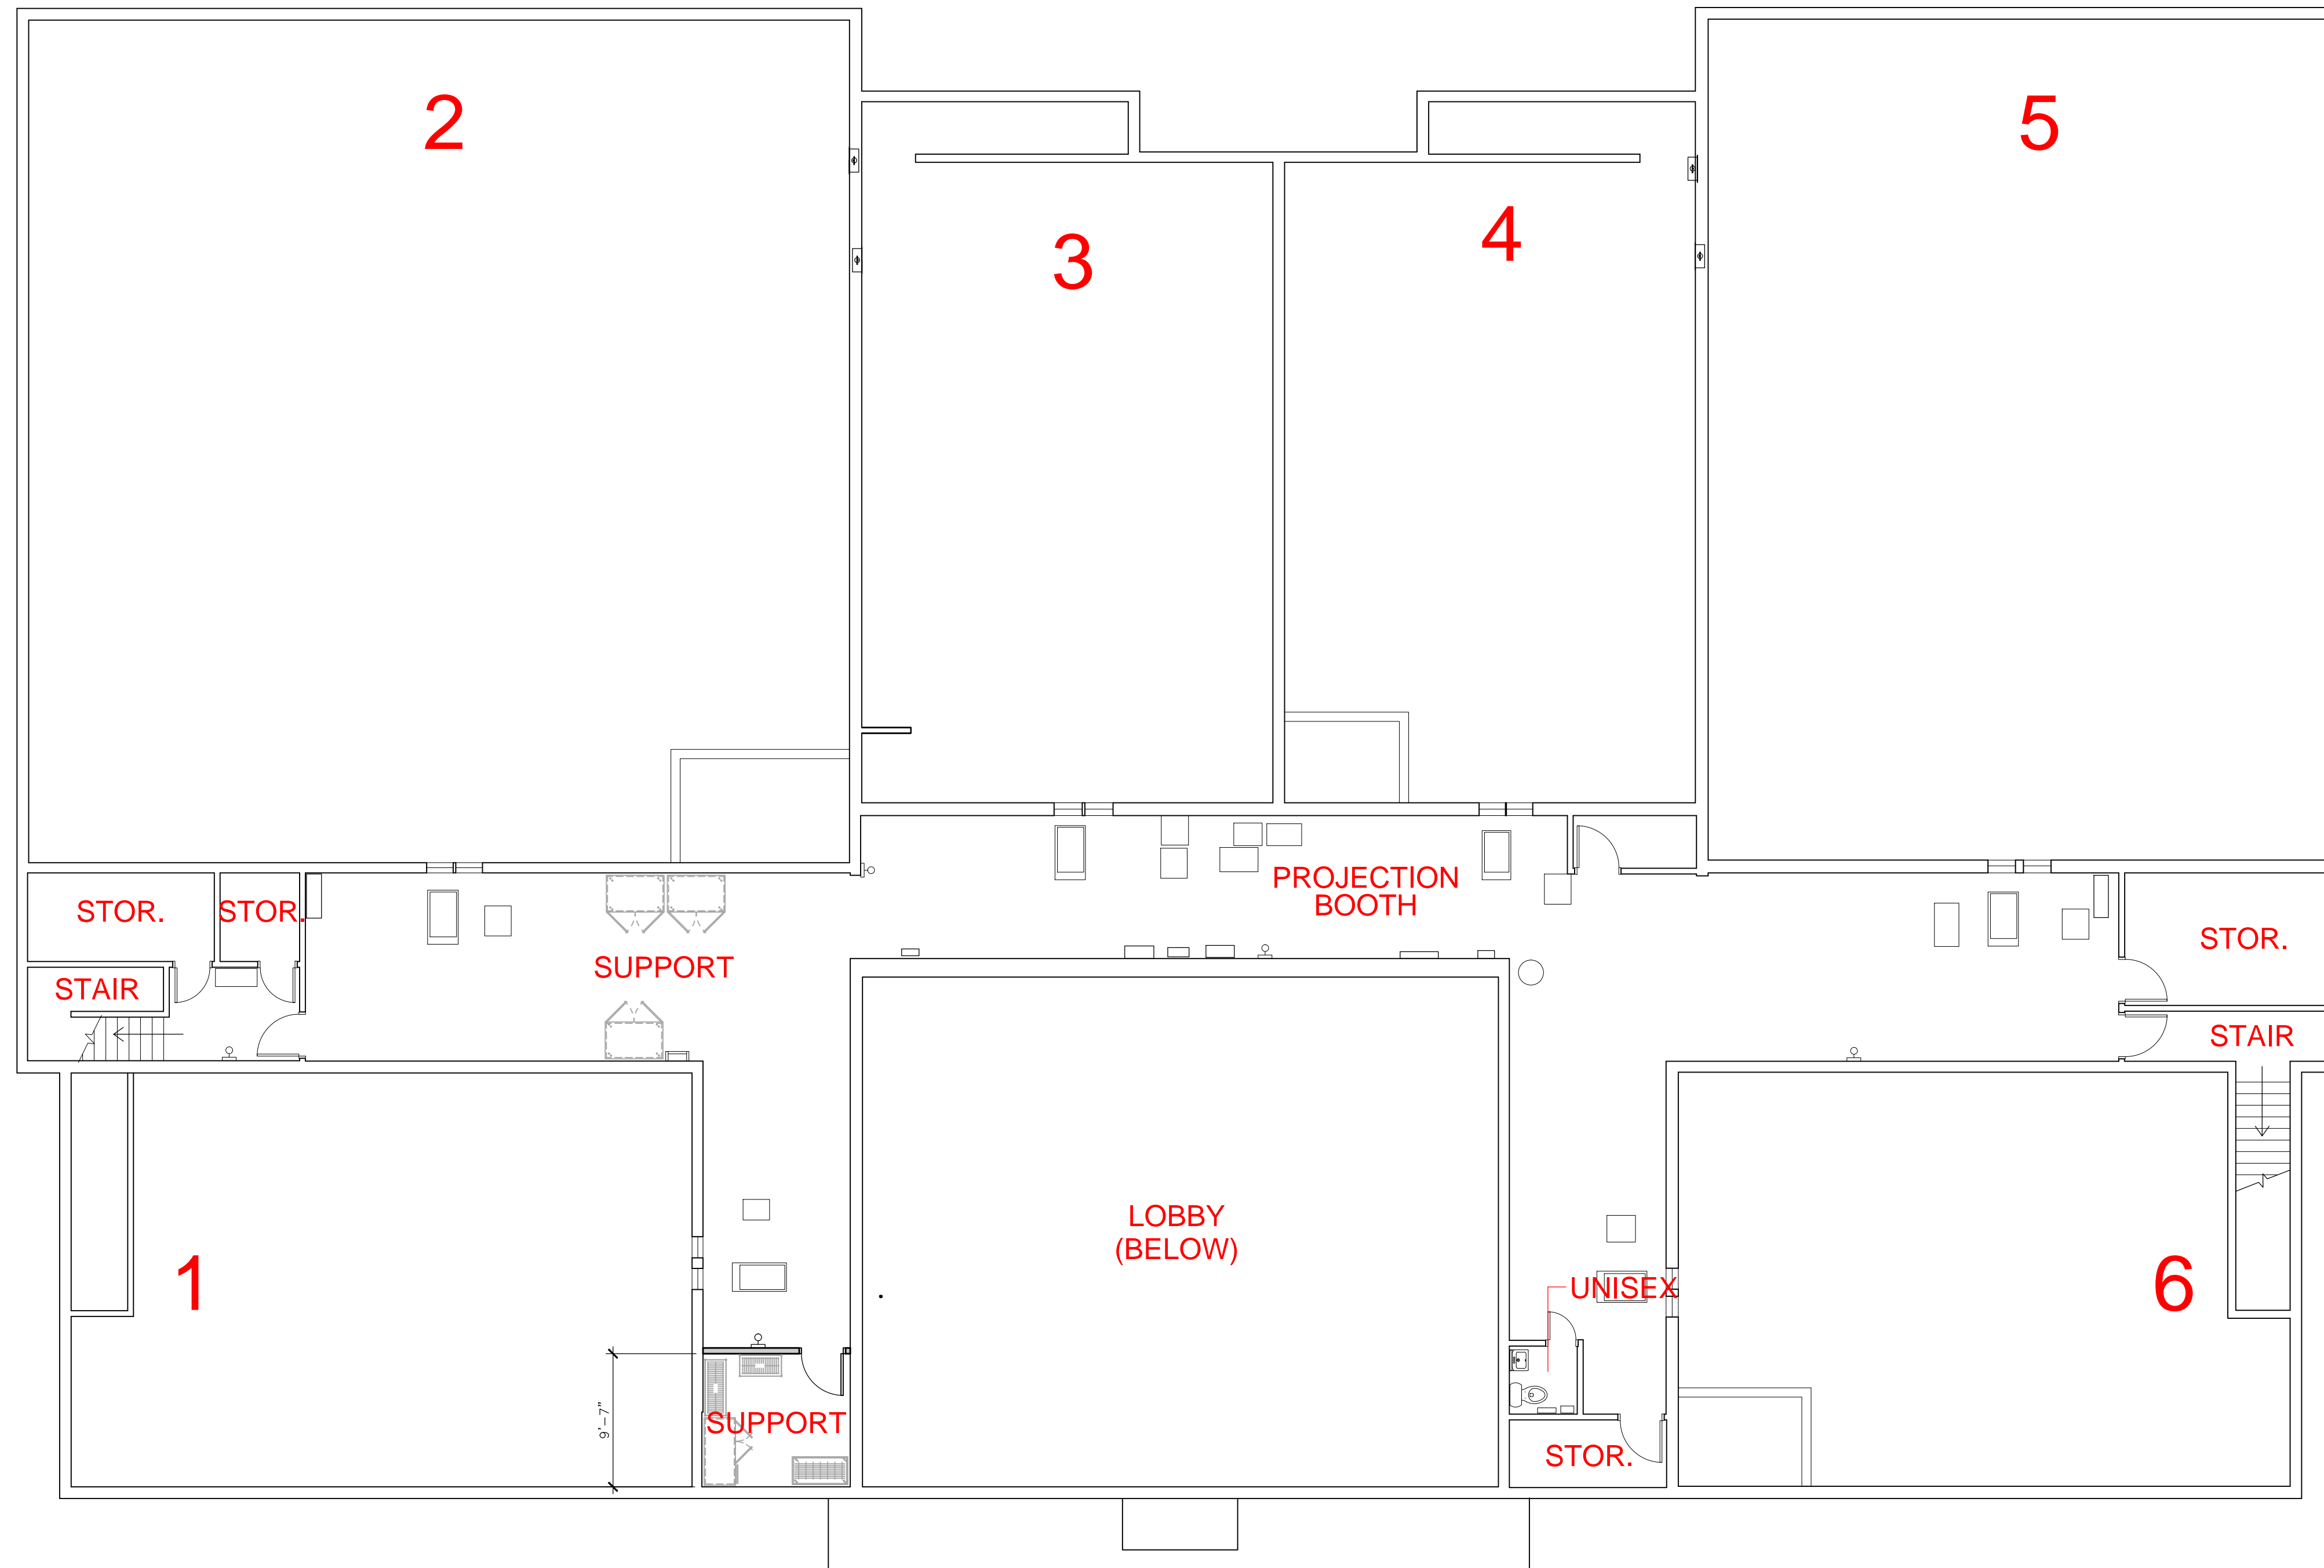 2
5
3
4
PROJECTION
BOOTH
STOR.
STOR.
STOR.
SUPPORT
STAIR
STAIR
LOBBY
(BELOW)
1
UNISEX
6
9'-7"
SUPPORT
STOR.